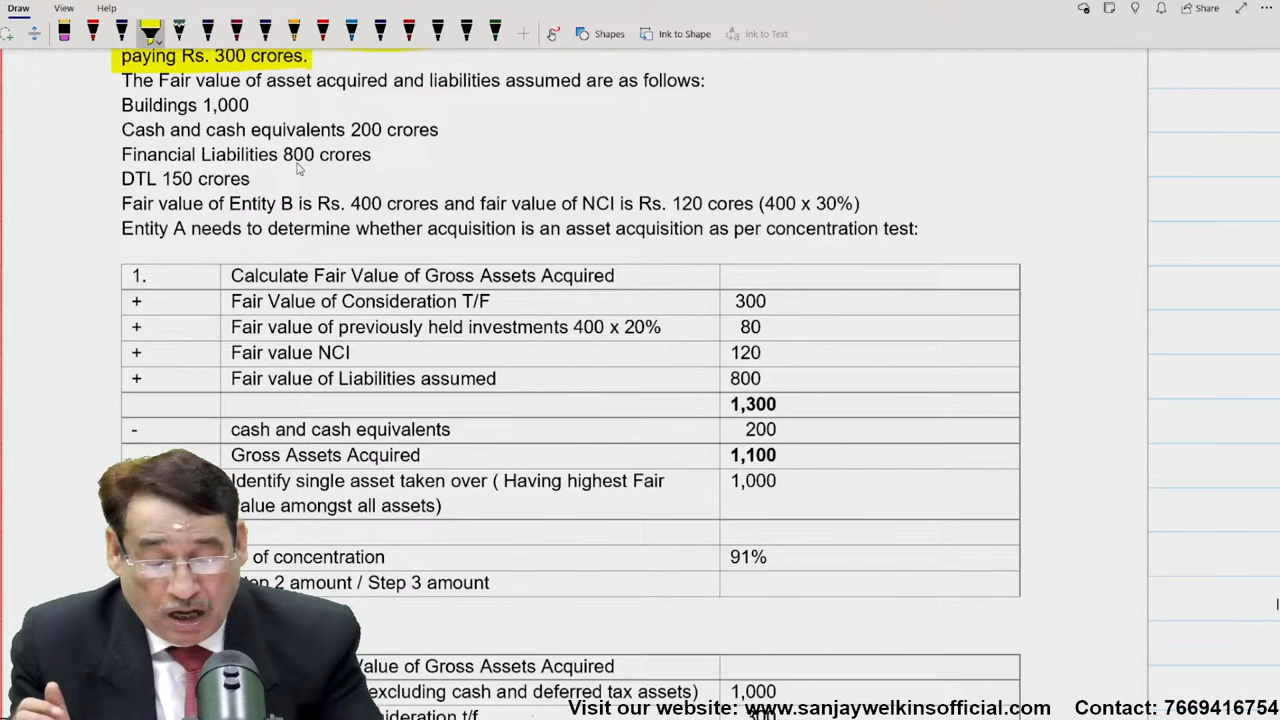 Draw View Help
Share
Shapes Ink to Shape Ink to Text
paying Rs. 300 crores.
The Fair value of asset acquired and liabilities assumed are as follows:
Buildings 1,000
Cash and cash equivalents 200 crores
Financial Liabilities 800 crores
DTL 150 crores
Fair value of Entity B is Rs. 400 crores and fair value of NCI is Rs. 120 cores (400 x 30%)
Entity A needs to determine whether acquisition is an asset acquisition as per concentration test:
1. Calculate Fair Value of Gross Assets Acquired
+ Fair Value of Consideration T/F 300
+ Fair value of previously held investments 400 x 20% 80
+ Fair value NCI 120
+ Fair value of Liabilities assumed 800
1,300
- cash and cash equivalents 200
Gross Assets Acquired 1,100
Identify single asset taken over ( Having highest Fair 1,000
alue amongst all assets)
of concentration 91%
2 amount / Step 3 amount
alue of Gross Assets Acquired
excluding cash and deferred tax assets) 1,000
sideration t/f 300
Visit our website: www.sanjaywelkinsofficial.com Contact: 7669416754